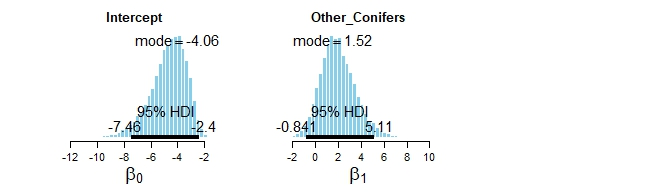 Intercept
mode = -4.06
95% HDI
-7.46 -2.4
-12 -10 -8 -6 -4 -2
β0
Other_Conifers
mode = 1.52
95% HDI
-0.841 5.11
-2 0 2 4 6 8 10
β1